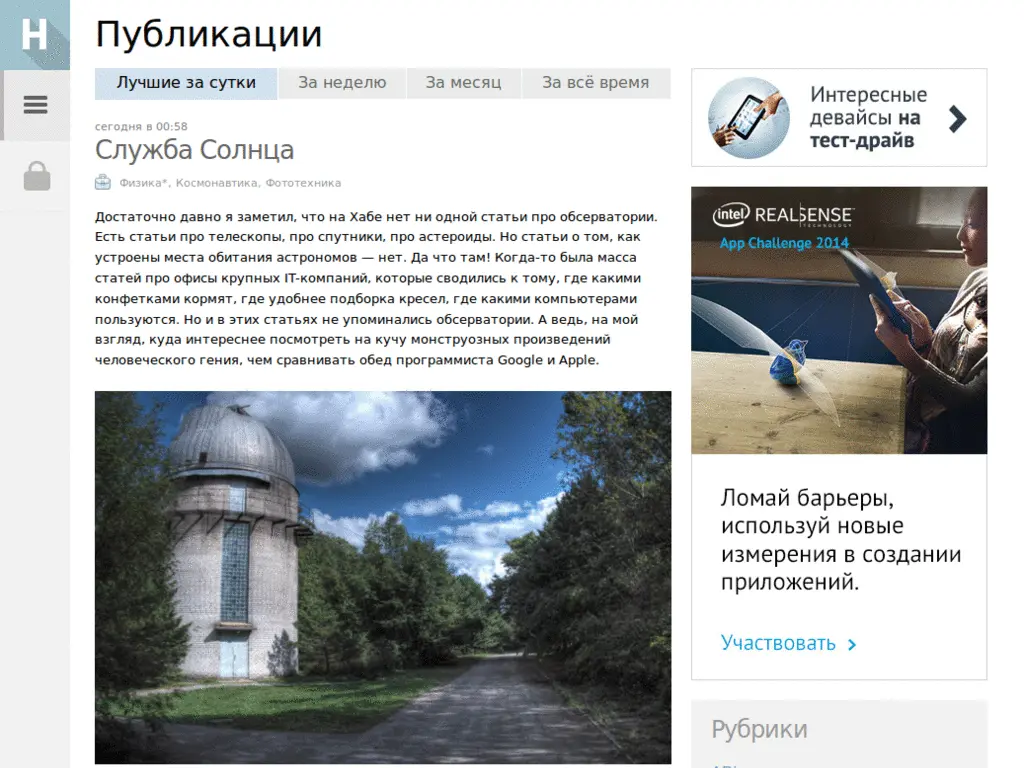 H
Публикации
Лучшие за сутки
За неделю
За месяц
За всё время
сегодня в 00:58
Служба Солнца
Физика*, Космонавтика, Фототехника
Достаточно давно я заметил, что на Хабе нет ни одной статьи про обсерватории.
Есть статьи про телескопы, про спутники, про астероиды. Но статьи о том, как
устроены места обитания астрономов — нет. Да что там! Когда-то была масса
статей про офисы крупных IT-компаний, которые сводились к тому, где какими
конфетками кормят, где удобнее подборка кресел, где какими компьютерами
пользуются. Но и в этих статьях не упоминались обсерватории. А ведь, на мой
взгляд, куда интереснее посмотреть на кучу монструозных произведений
человеческого гения, чем сравнивать обед программиста Google и Apple.
Интересные
девайсы на
тест-драйв
intel REALSENSE
TECHNOLOGY
App Challenge 2014
Ломай барьеры,
используй новые
измерения в создании
приложений.
Участвовать
Рубрики